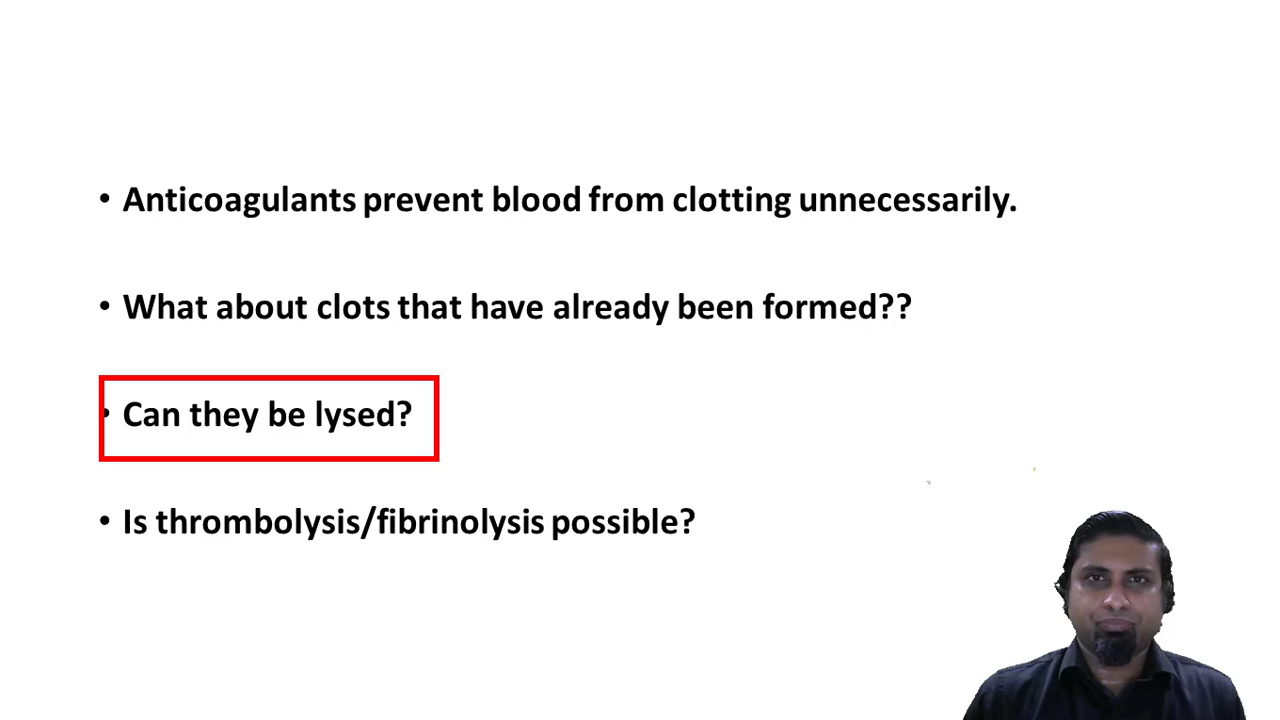 • Anticoagulants prevent blood from clotting unnecessarily.
• What about clots that have already been formed??
• Can they be lysed?
• Is thrombolysis/fibrinolysis possible?